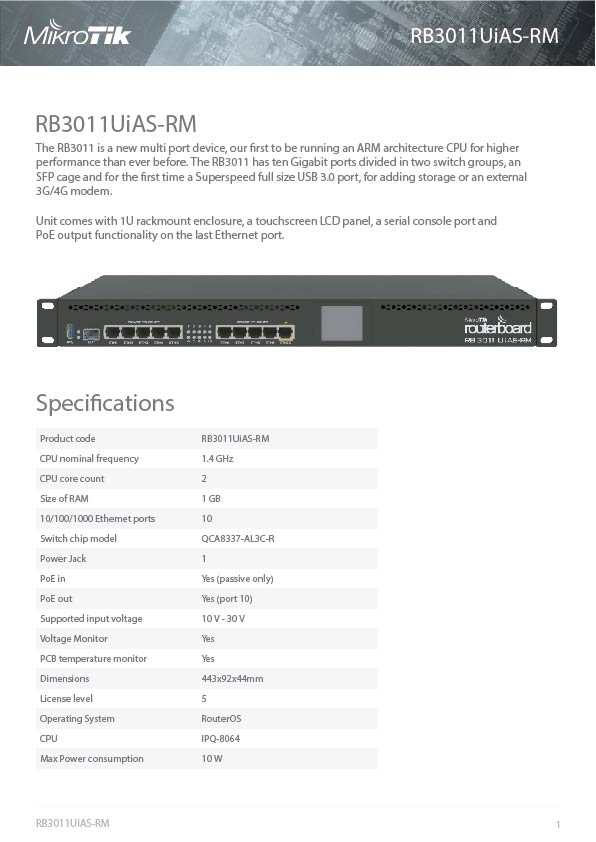 MikroTik
RB3011UiAS-RM
RB3011UiAS-RM
The RB3011 is a new multi port device, our first to be running an ARM architecture CPU for higher
performance than ever before. The RB3011 has ten Gigabit ports divided in two switch groups, an
SFP cage and for the first time a Superspeed full size USB 3.0 port, for adding storage or an external
3G/4G modem.
Unit comes with 1U rackmount enclosure, a touchscreen LCD panel, a serial console port and
PoE output functionality on the last Ethernet port.
MikroTik
routerboard
RB 3011 UiAS-RM
Specifications
Product code RB3011UiAS-RM
CPU nominal frequency 1.4 GHz
CPU core count 2
Size of RAM 1 GB
10/100/1000 Ethernet ports 10
Switch chip model QCA8337-AL3C-R
Power Jack 1
PoE in Yes (passive only)
PoE out Yes (port 10)
Supported input voltage 10 V - 30 V
Voltage Monitor Yes
PCB temperature monitor Yes
Dimensions 443x92x44mm
License level 5
Operating System RouterOS
CPU IPQ-8064
Max Power consumption 10 W
RB3011UiAS-RM 1